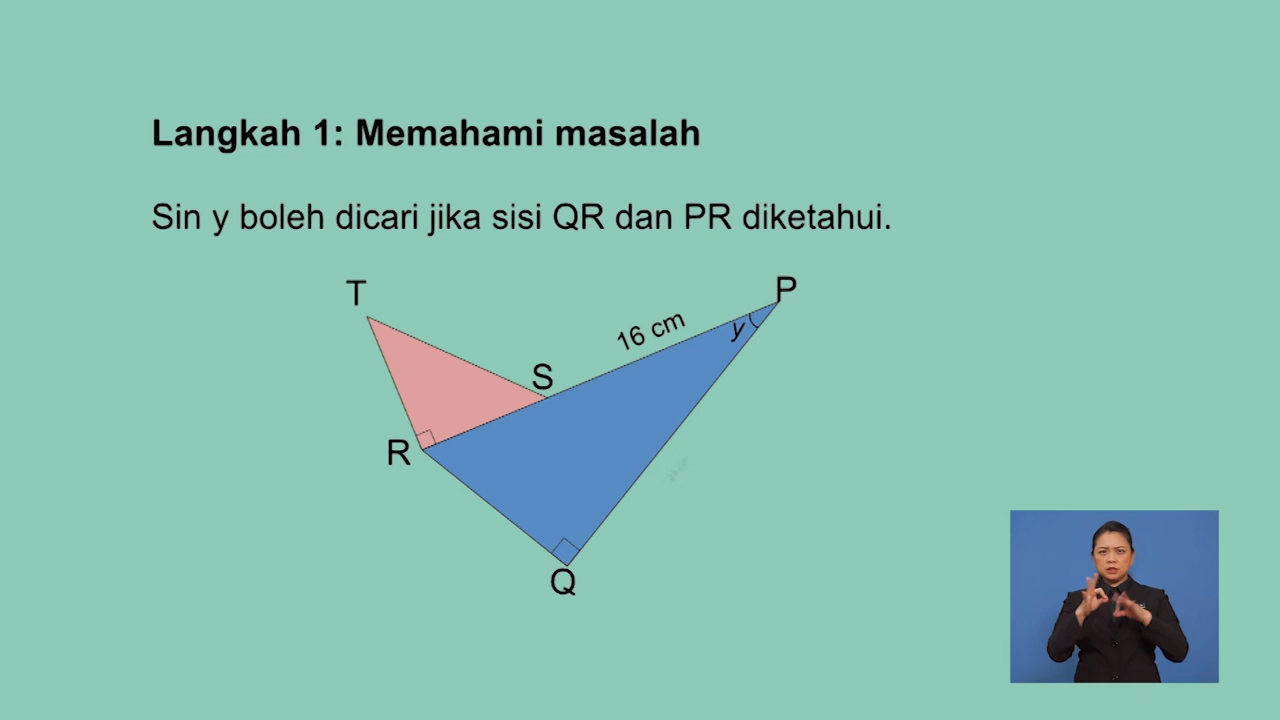 Langkah 1: Memahami masalah
Sin y boleh dicari jika sisi QR dan PR diketahui.
T
P
16 cm
y
S
R
Q